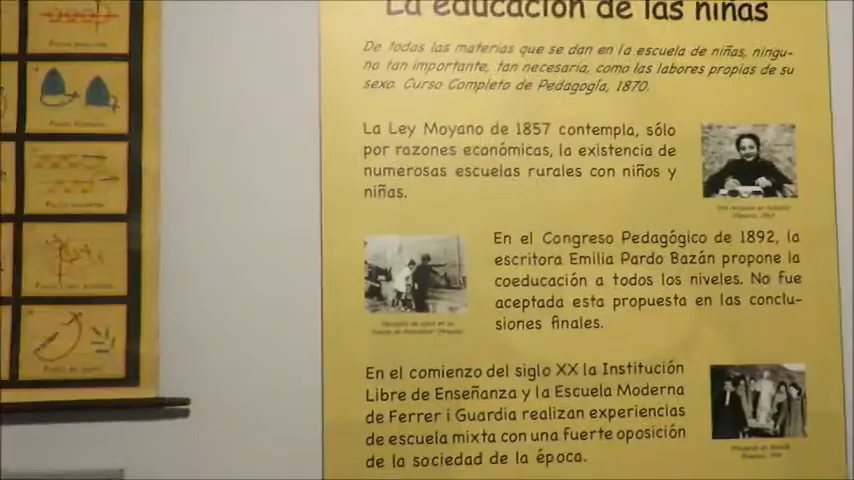 La educación de las niñas
De todas las materias que se dan en la escuela de niñas, ningu-
na tan importante, tan necesaria, como las labores propias de su
sexo. Curso Completo de Pedagogía, 1870.
La Ley Moyano de 1857 contempla, sólo
por razones económicas, la existencia de
numerosas escuelas rurales con niños y
niñas.
En el Congreso Pedagógico de 1892, la
escritora Emilia Pardo Bazán propone la
coeducación a todos los niveles. No fue
aceptada esta propuesta en las conclu-
siones finales.
En el comienzo del siglo XX la Institución
Libre de Enseñanza y la Escuela Moderna
de Ferrer i Guardia realizan experiencias
de escuela mixta con una fuerte oposición
de la sociedad de la época.